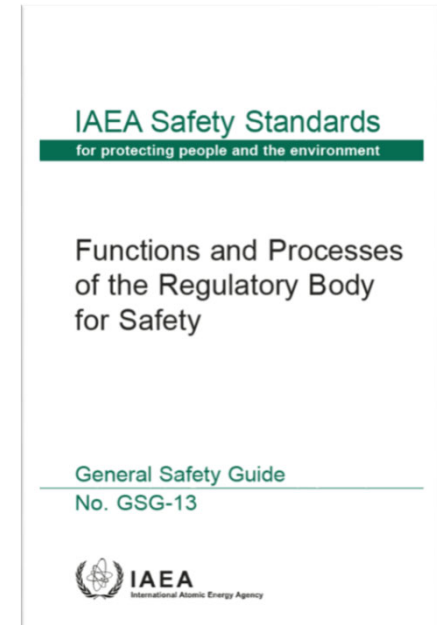 IAEA Safety Standards
for protecting people and the environment
Functions and Processes
of the Regulatory Body
for Safety
General Safety Guide
No. GSG-13
IAEA
International Atomic Energy Agency